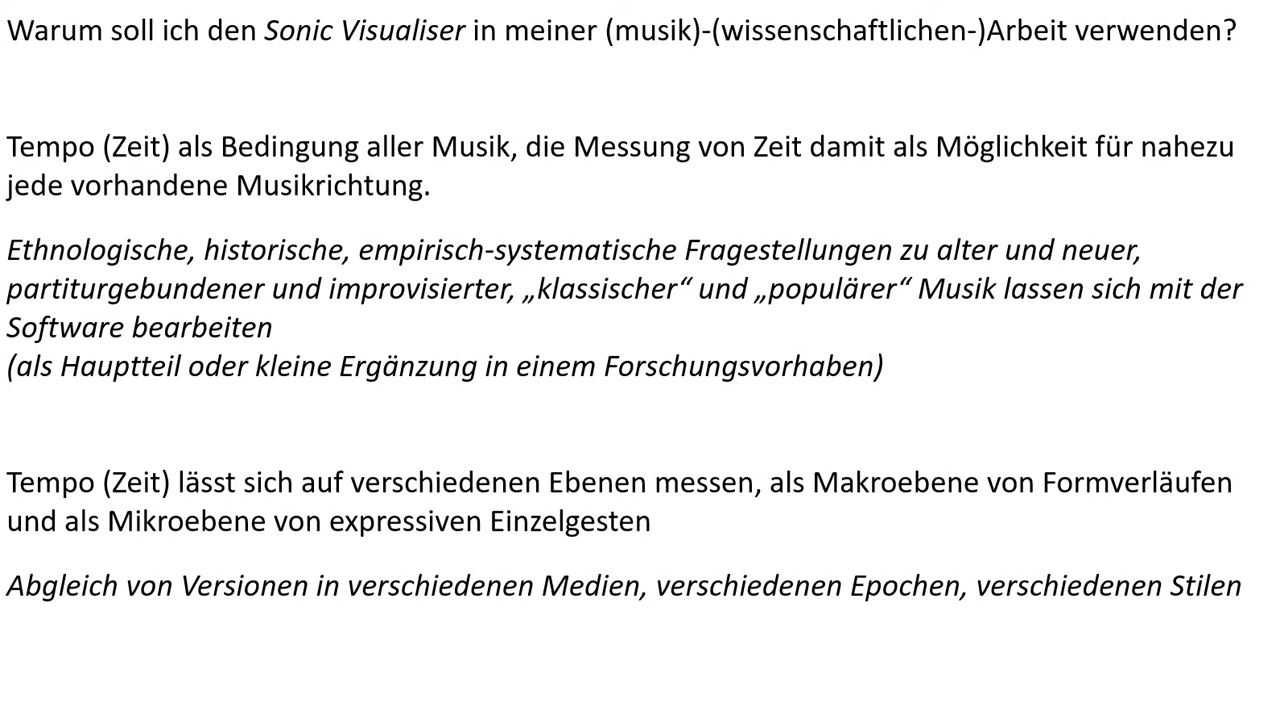 Warum soll ich den Sonic Visualiser in meiner (musik)-(wissenschaftlichen-)Arbeit verwenden?
Tempo (Zeit) als Bedingung aller Musik, die Messung von Zeit damit als Möglichkeit für nahezu
jede vorhandene Musikrichtung.
Ethnologische, historische, empirisch-systematische Fragestellungen zu alter und neuer,
partiturgebundener und improvisierter, „klassischer“ und „populärer“ Musik lassen sich mit der
Software bearbeiten
(als Hauptteil oder kleine Ergänzung in einem Forschungsvorhaben)
Tempo (Zeit) lässt sich auf verschiedenen Ebenen messen, als Makroebene von Formverläufen
und als Mikroebene von expressiven Einzelgesten
Abgleich von Versionen in verschiedenen Medien, verschiedenen Epochen, verschiedenen Stilen